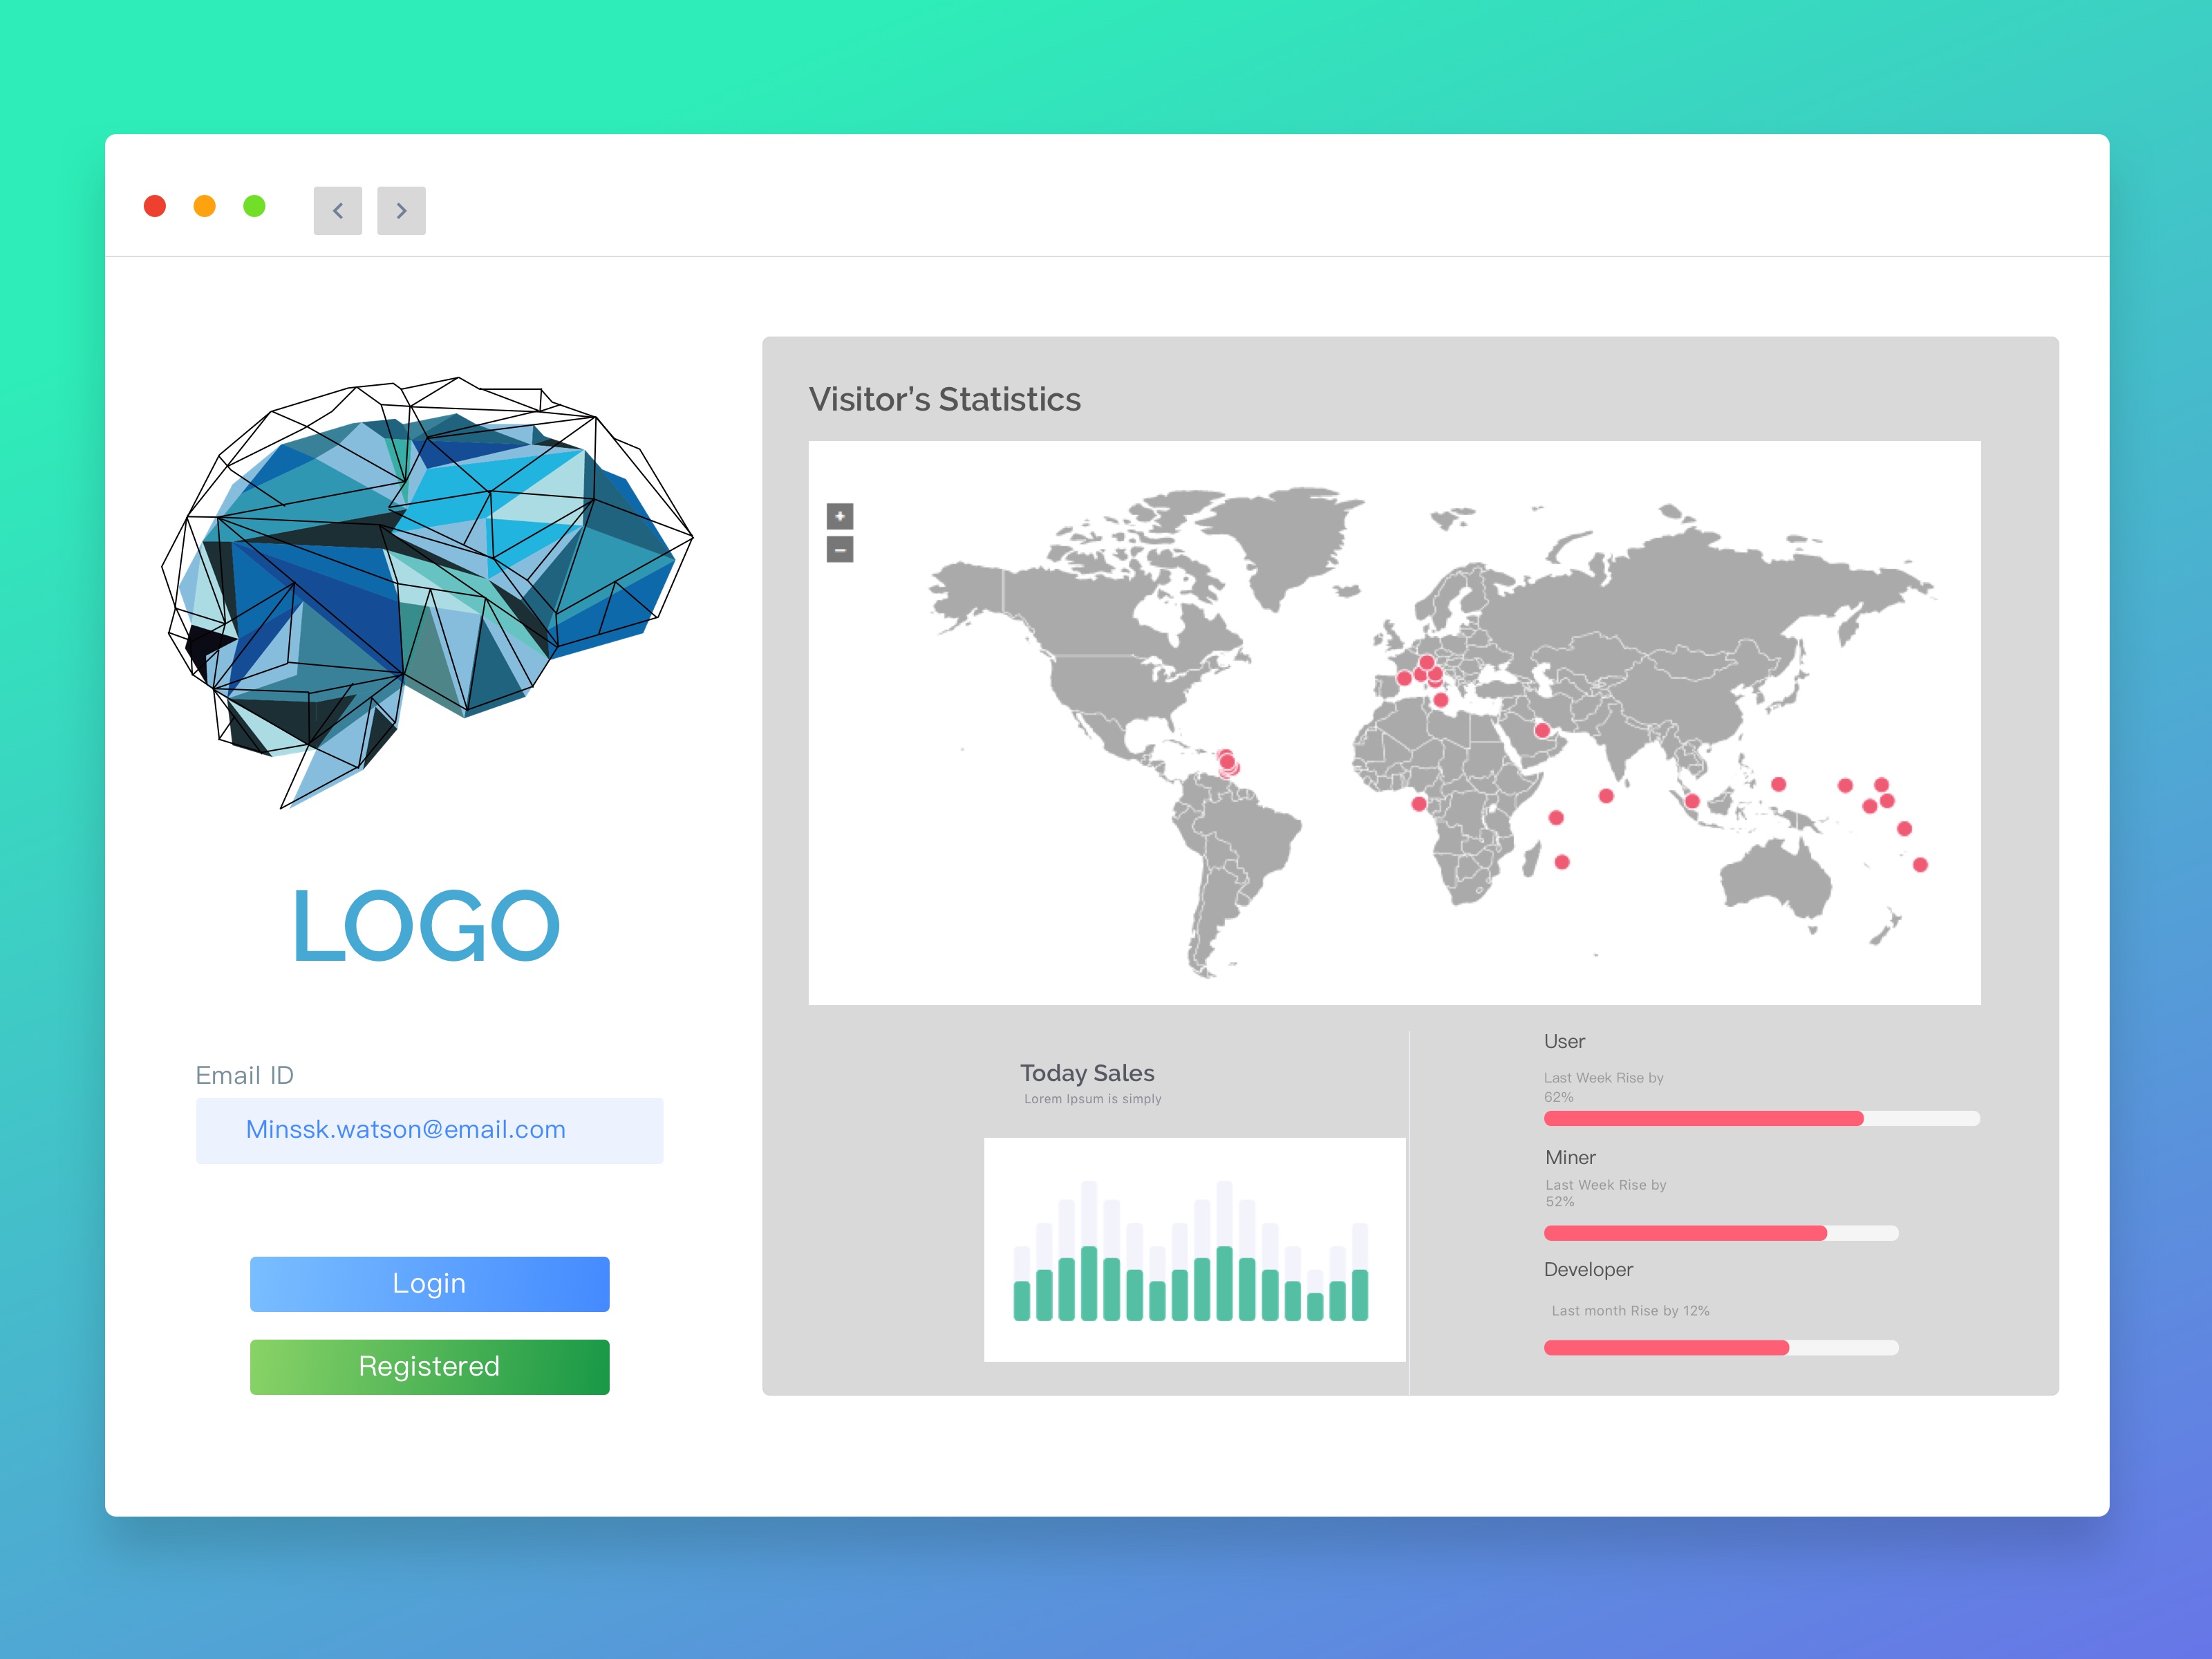 LOGO
Email ID
Minssk.watson@email.com
Login
Registered
Visitor’s Statistics
+
−
Today Sales
Lorem Ipsum is simply
User
Last Week Rise by
62%
Miner
Last Week Rise by
52%
Developer
Last month Rise by 12%